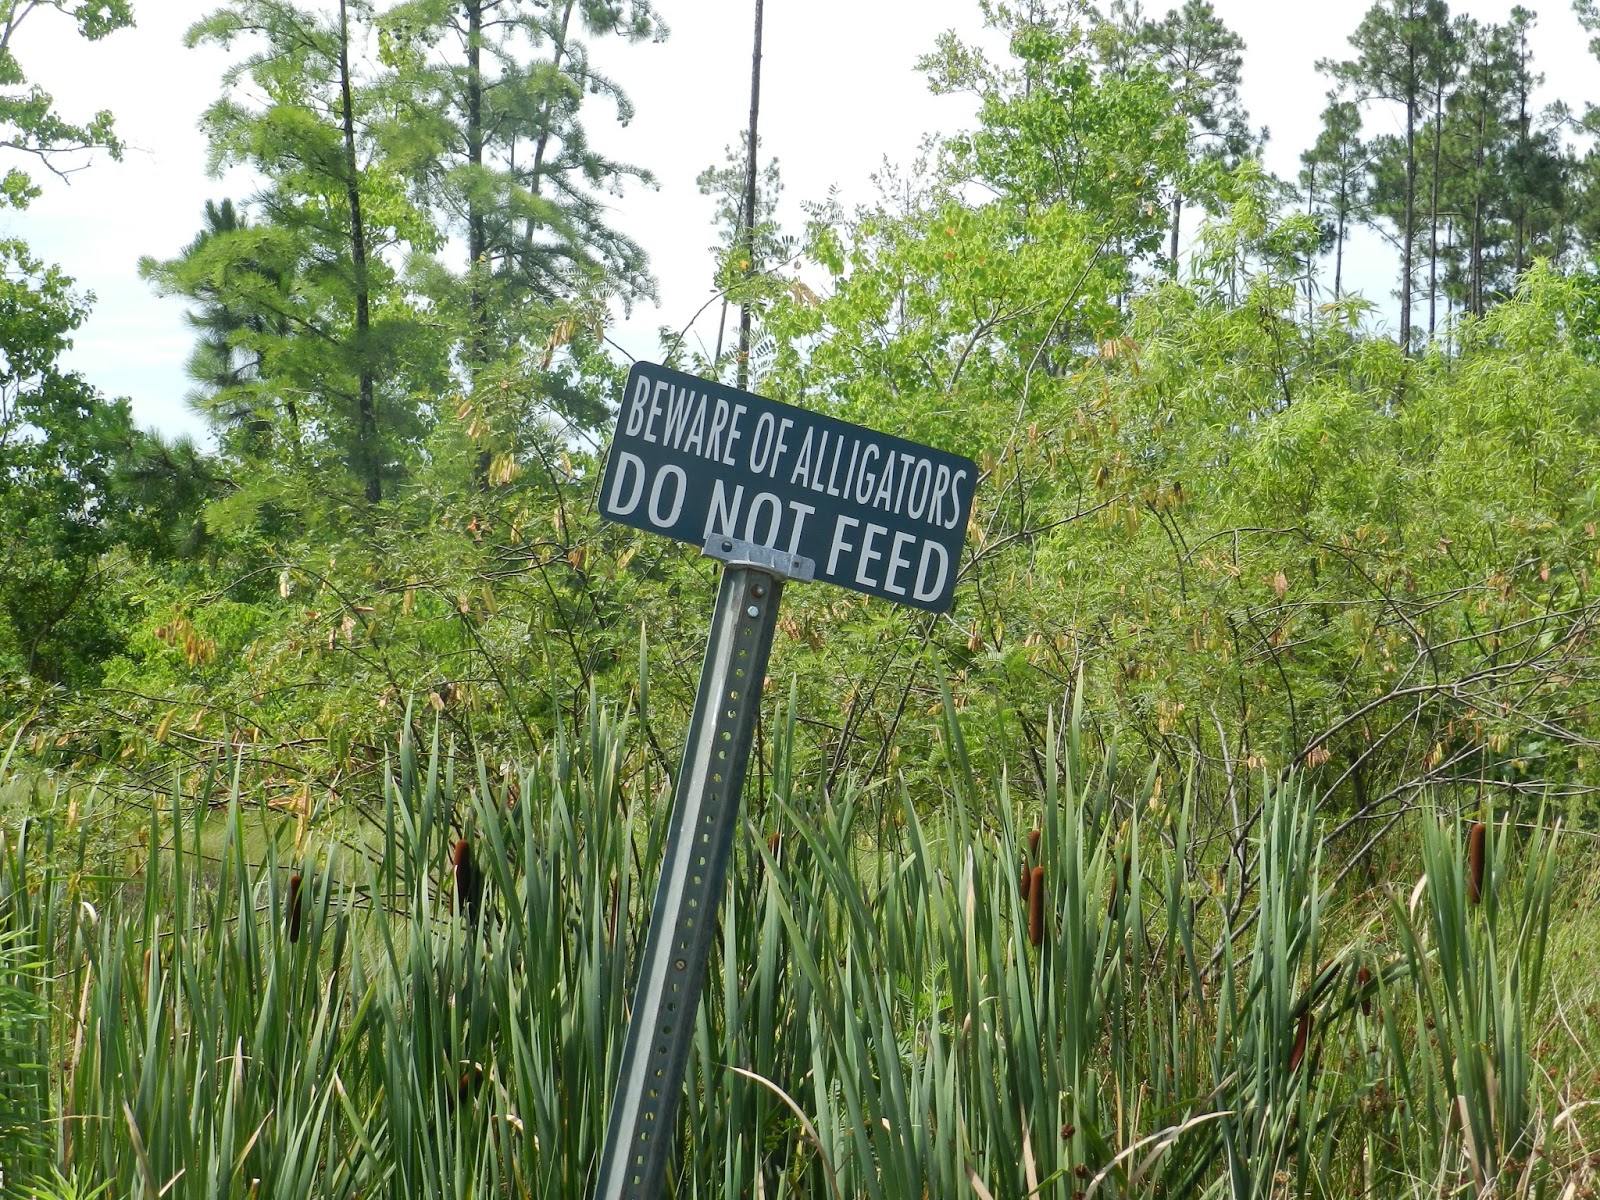 BEWARE OF ALLIGATORS
DO NOT FEED